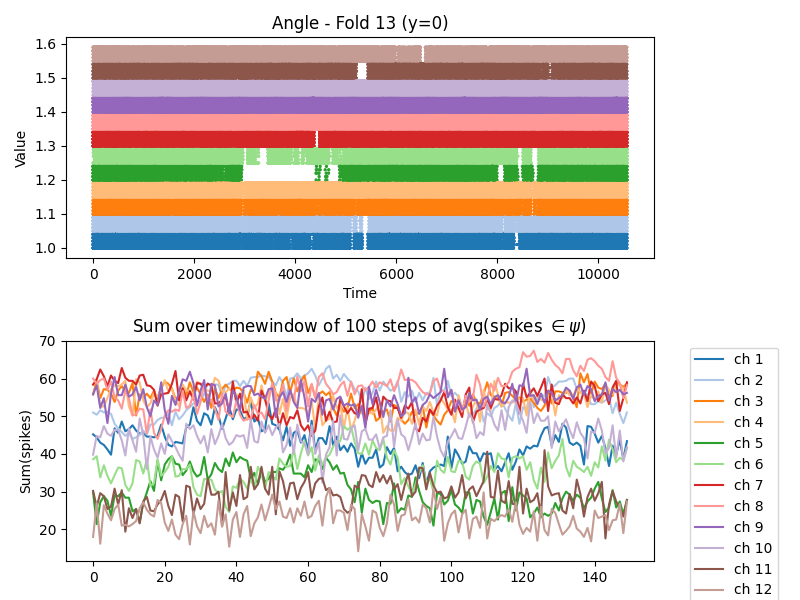 Angle - Fold 13 (y=0)
1.6
1.5
1.4
1.3
1.2
1.1
1.0
Value
0 2000 4000 6000 8000 10000
Time
Sum over timewindow of 100 steps of avg(spikes ∈ ψ)
70
60
50
40
30
20
Sum(spikes)
0 20 40 60 80 100 120 140
ch 1
ch 2
ch 3
ch 4
ch 5
ch 6
ch 7
ch 8
ch 9
ch 10
ch 11
ch 12